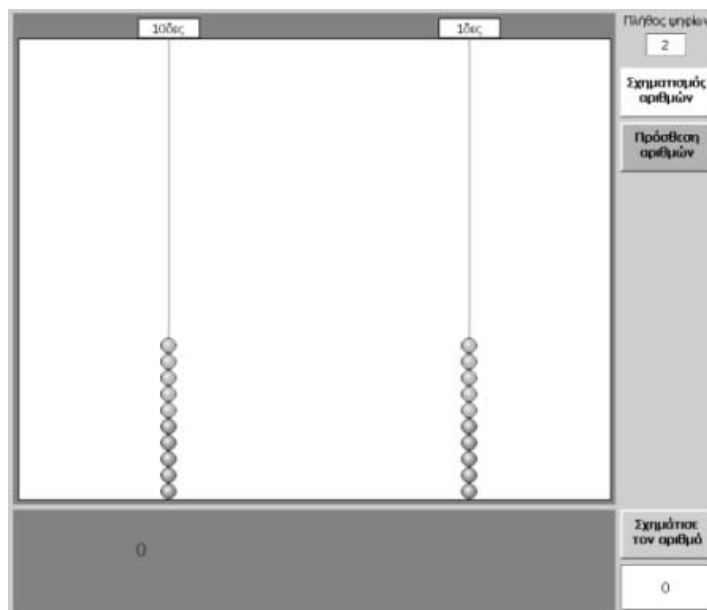 10δες
1δες
Πλήθος ψηφίων
2
Σχηματισμός
αριθμών
Πρόσθεση
αριθμών
0
Σχημάτισε
τον αριθμό
0